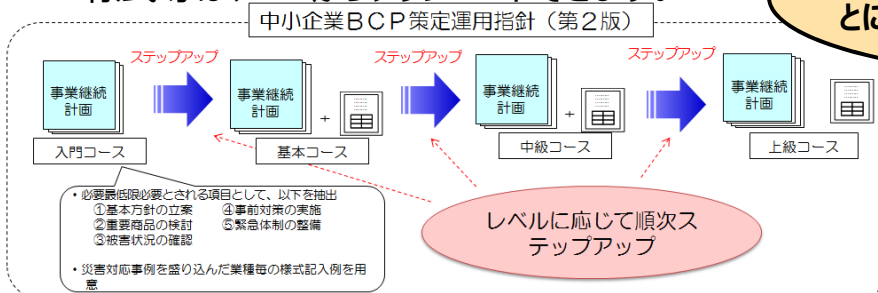 中小企業BCP策定運用指針（第２版）
とに
ステップアップ
ステップアップ
ステップアップ
事業継続
計画
事業継続
計画
+
事業継続
計画
+
事業継続
計画
入門コース
基本コース
中級コース
上級コース
・必要最低限必要とされる項目として、以下を抽出
①基本方針の立案　④事前対策の実施
②重要商品の検討　⑤緊急体制の整備
③被害状況の確認
・災害対応事例を盛り込んだ業種毎の様式記入例を用
意
レベルに応じて順次ス
テップアップ